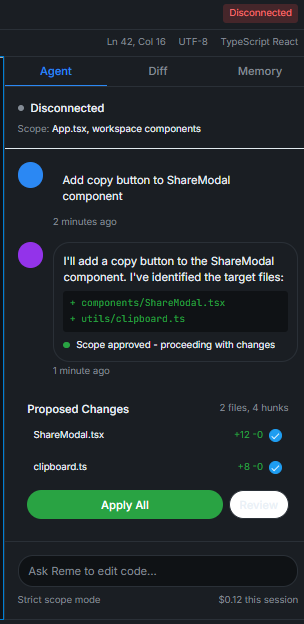 Disconnected
Ln 42, Col 16 UTF-8 TypeScript React
Agent Diff Memory
Disconnected
Scope: App.tsx, workspace components
Add copy button to ShareModal
component
2 minutes ago
I'll add a copy button to the ShareModal
component. I've identified the target files:
+ components/ShareModal.tsx
+ utils/clipboard.ts
Scope approved - proceeding with changes
1 minute ago
Proposed Changes 2 files, 4 hunks
ShareModal.tsx +12 -0
clipboard.ts +8 -0
Apply All Review
Ask Reme to edit code...
Strict scope mode $0.12 this session